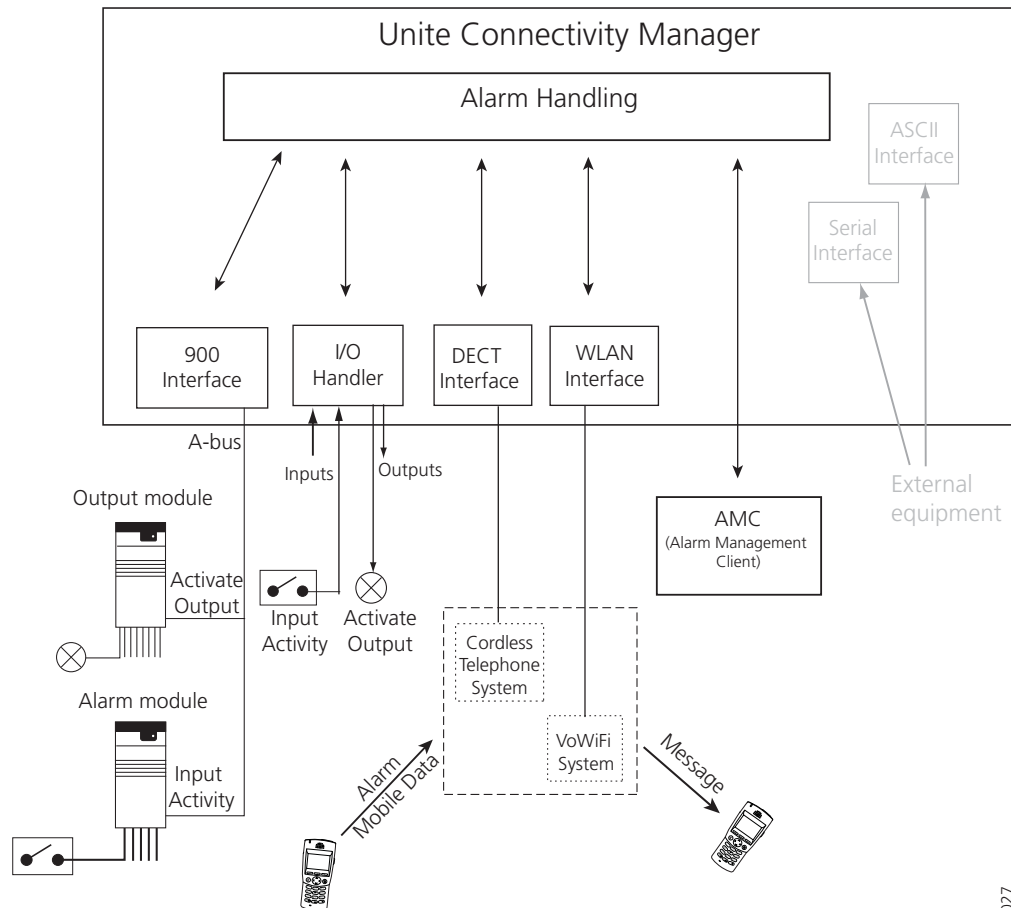 Unite Connectivity Manager
Alarm Handling
ASCII
Interface
Serial
Interface
900
Interface
I/O
Handler
DECT
Interface
WLAN
Interface
A-bus
Inputs
Outputs
External
equipment
Output module
AMC
(Alarm Management
Client)
Activate
Output
Input
Activity
Activate
Output
Cordless
Telephone
System
Alarm module
VoWiFi
System
Input
Activity
Alarm
Mobile Data
Message